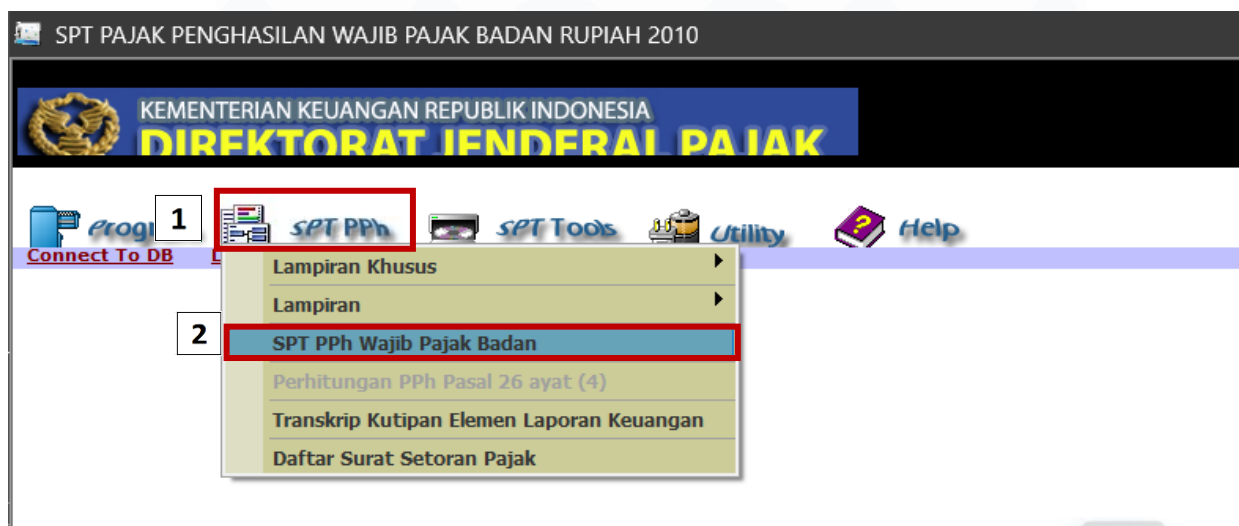 SPT PAJAK PENGHASILAN WAJIB PAJAK BADAN RUPIAH 2010
KEMENTERIAN KEUANGAN REPUBLIK INDONESIA
DIREKTORAT JENDERAL PAJAK
1 SPT PPh SPT Tools Utility Help
Connect To DB
Lampiran Khusus
Lampiran
2 SPT PPh Wajib Pajak Badan
Perhitungan PPh Pasal 26 ayat (4)
Transkrip Kutipan Elemen Laporan Keuangan
Daftar Surat Setoran Pajak